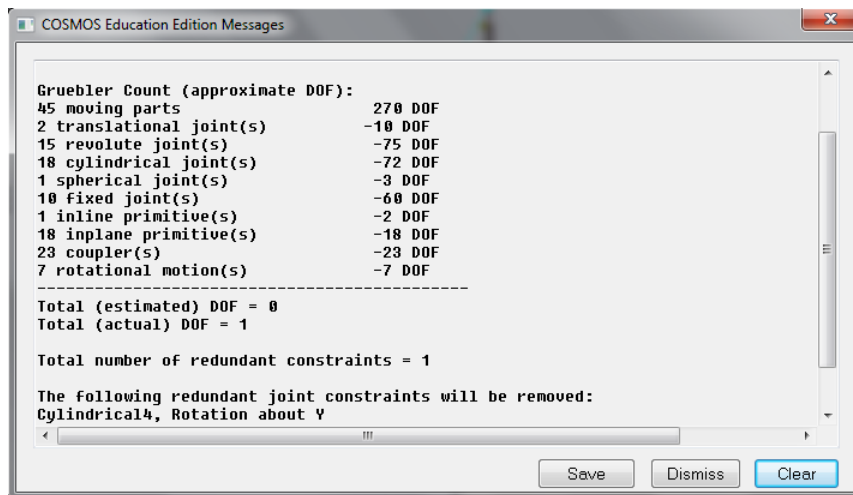 COSMOS Education Edition Messages
Gruebler Count (approximate DOF):
45 moving parts 270 DOF
2 translational joint(s) -10 DOF
15 revolute joint(s) -75 DOF
18 cylindrical joint(s) -72 DOF
1 spherical joint(s) -3 DOF
10 fixed joint(s) -60 DOF
1 inline primitive(s) -2 DOF
18 inplane primitive(s) -18 DOF
23 coupler(s) -23 DOF
7 rotational motion(s) -7 DOF
-----------------------------------------------
Total (estimated) DOF = 0
Total (actual) DOF = 1
Total number of redundant constraints = 1
The following redundant joint constraints will be removed:
Cylindrical4, Rotation about Y
Save Dismiss Clear